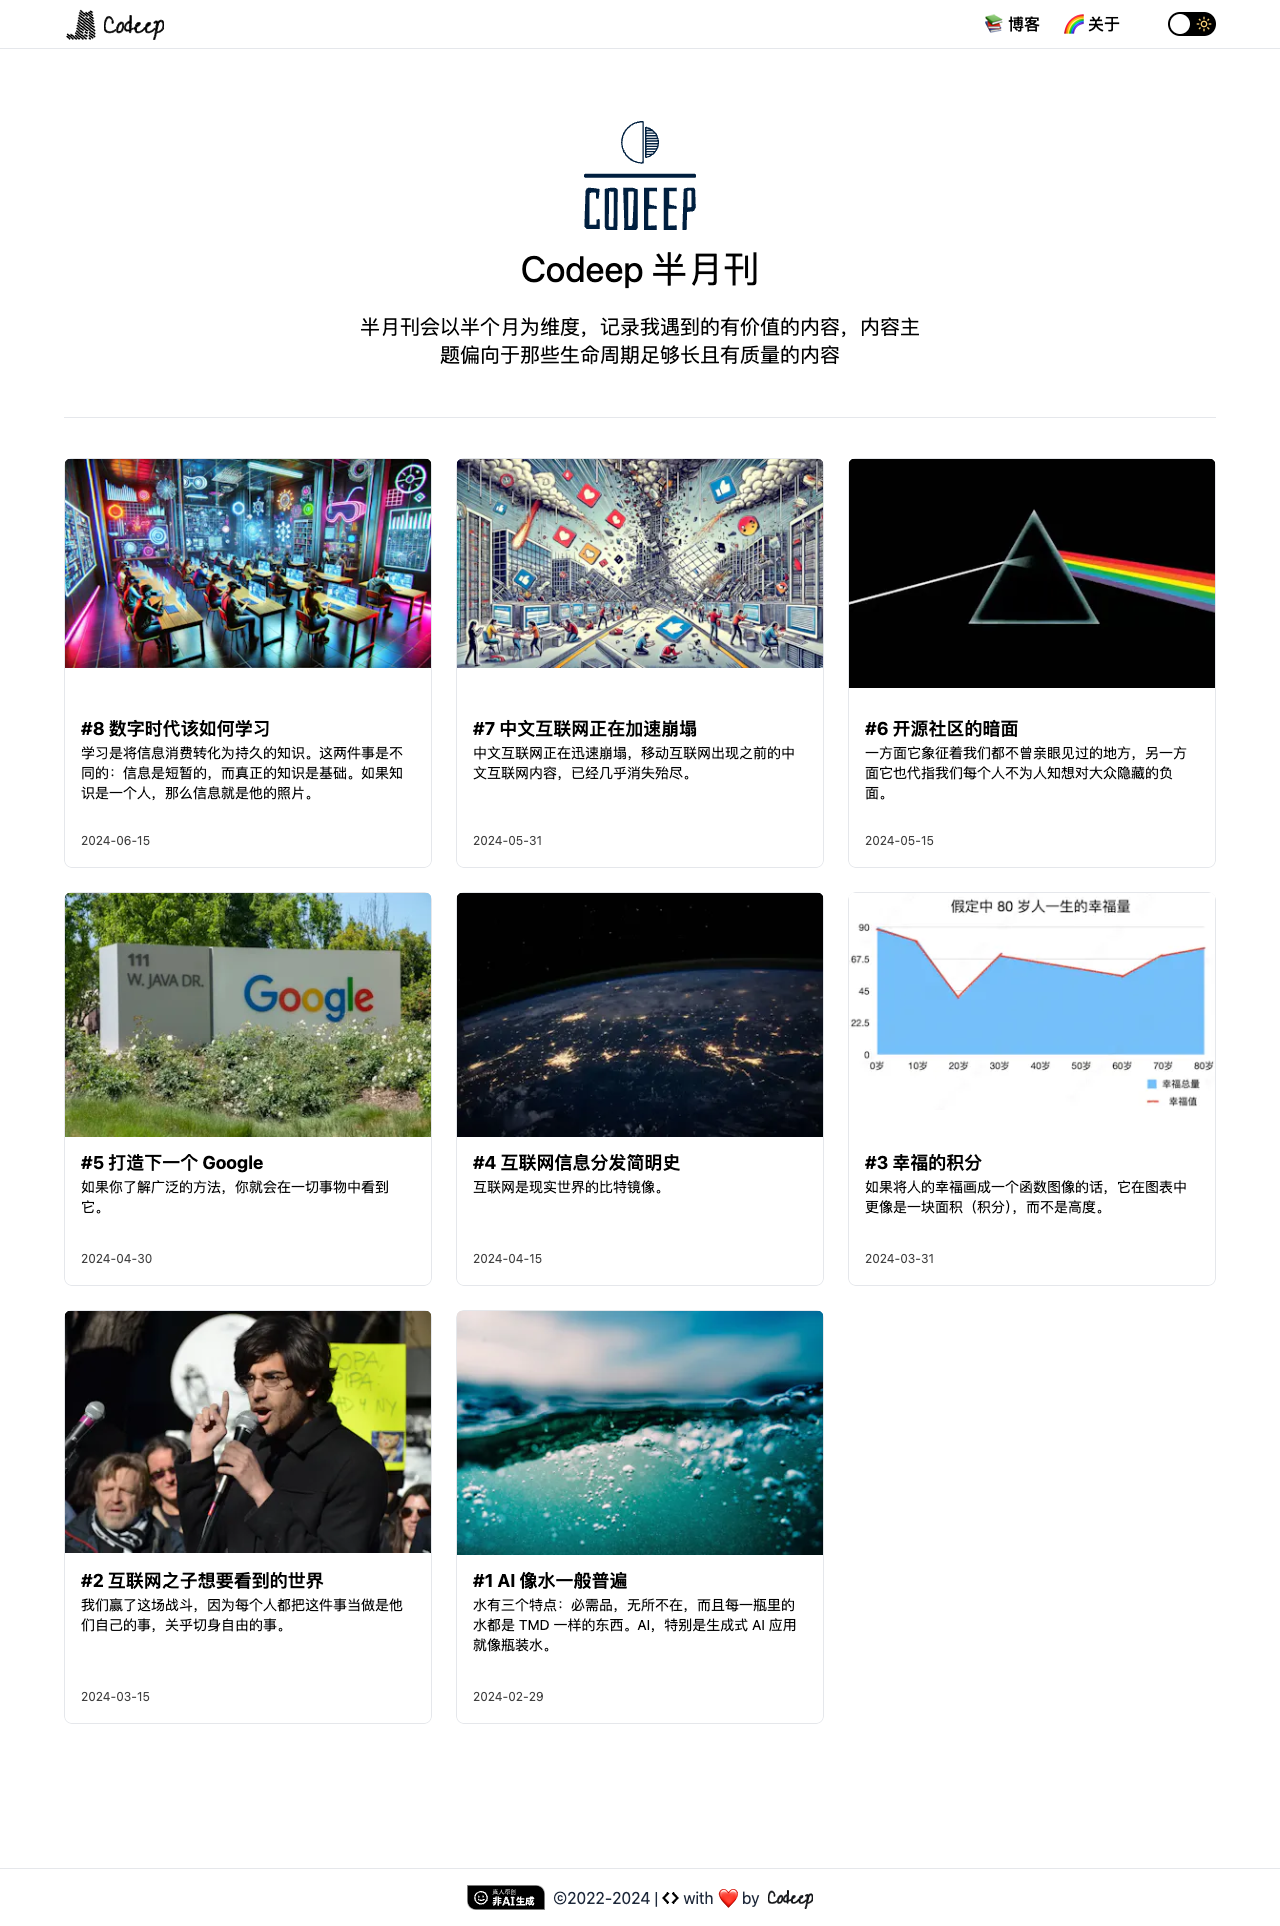 Codeep
📚 博客
🌈 关于
CODEEP
Codeep 半月刊
半月刊会以半个月为维度，记录我遇到的有价值的内容，内容主
题偏向于那些生命周期足够长且有质量的内容
#8 数字时代该如何学习
学习是将信息消费转化为持久的知识。这两件事是不
同的：信息是短暂的，而真正的知识是基础。如果知
识是一个人，那么信息就是他的照片。
2024-06-15
#7 中文互联网正在加速崩塌
中文互联网正在迅速崩塌，移动互联网出现之前的中
文互联网内容，已经几乎消失殆尽。
2024-05-31
#6 开源社区的暗面
一方面它象征着我们都不曾亲眼见过的地方，另一方
面它也代指我们每个人不为人知想对大众隐藏的负
面。
2024-05-15
111
W. JAVA DR.
Google
#5 打造下一个 Google
如果你了解广泛的方法，你就会在一切事物中看到
它。
2024-04-30
#4 互联网信息分发简明史
互联网是现实世界的比特镜像。
2024-04-15
假定中 80 岁人一生的幸福量
90
67.5
45
22.5
0
0岁 10岁 20岁 30岁 40岁 50岁 60岁 70岁 80岁
幸福总量
幸福值
#3 幸福的积分
如果将人的幸福画成一个函数图像的话，它在图表中
更像是一块面积（积分），而不是高度。
2024-03-31
#2 互联网之子想要看到的世界
我们赢了这场战斗，因为每个人都把这件事当做是他
们自己的事，关乎切身自由的事。
2024-03-15
#1 AI 像水一般普遍
水有三个特点：必需品，无所不在，而且每一瓶里的
水都是 TMD 一样的东西。AI，特别是生成式 AI 应用
就像瓶装水。
2024-02-29
真人原创
非AI生成
©2022-2024 | <> with ❤️ by Codeep